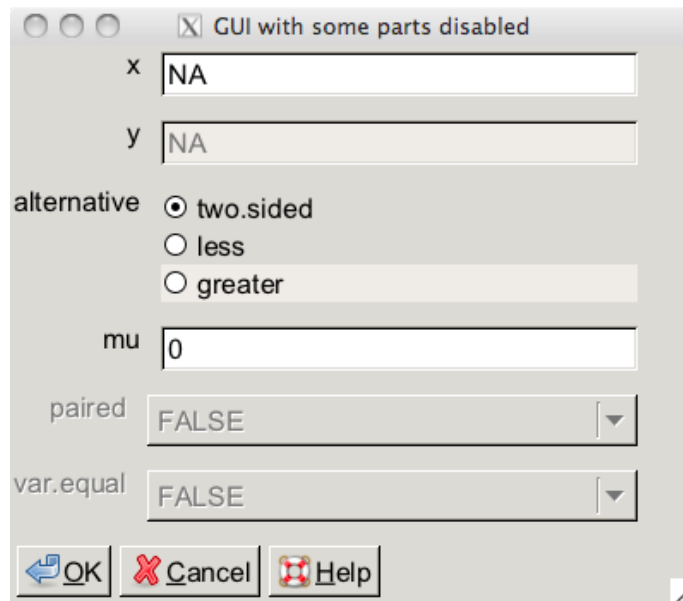 X GUI with some parts disabled
x NA
y NA
alternative two.sided
less
greater
mu 0
paired FALSE
var.equal FALSE
OK Cancel Help